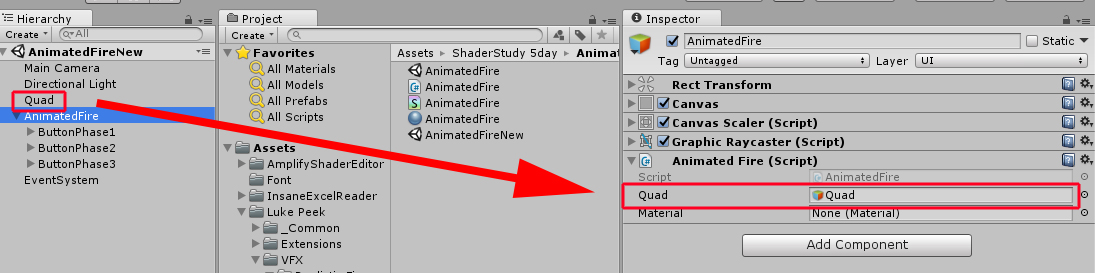 Hierarchy
Create
All
AnimatedFireNew
Main Camera
Directional Light
Quad
AnimatedFire
ButtonPhase1
ButtonPhase2
ButtonPhase3
EventSystem
Project
Create
Favorites
All Materials
All Models
All Prefabs
All Scripts
Assets
AmplifyShaderEditor
Font
InsaneExcelReader
Luke Peek
_Common
Extensions
VFX
Assets ▸ ShaderStudy 5day ▸ Anima
AnimatedFire
AnimatedFire
AnimatedFire
AnimatedFire
AnimatedFireNew
Inspector
AnimatedFire Static
Tag Untagged Layer UI
Rect Transform
Canvas
Canvas Scaler (Script)
Graphic Raycaster (Script)
Animated Fire (Script)
Script AnimatedFire
Quad Quad
Material None (Material)
Add Component